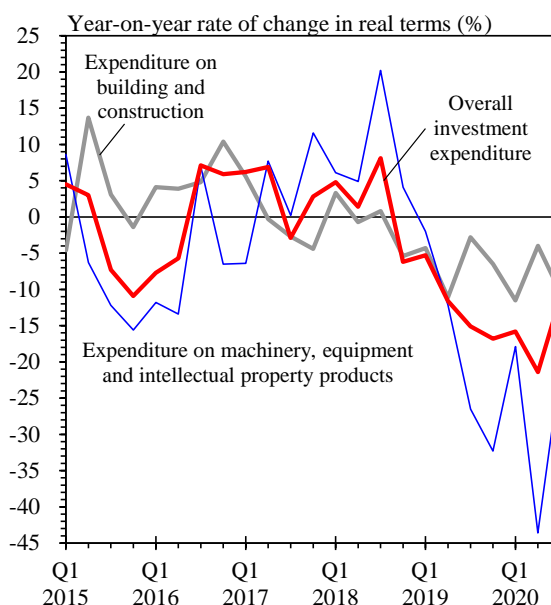 Year-on-year rate of change in real terms (%)
25
20
15
10
5
0
-5
-10
-15
-20
-25
-30
-35
-40
-45
Expenditure on
building and
construction
Overall
investment
expenditure
Expenditure on machinery, equipment
and intellectual property products
Q1 Q1 Q1 Q1 Q1 Q1
2015 2016 2017 2018 2019 2020